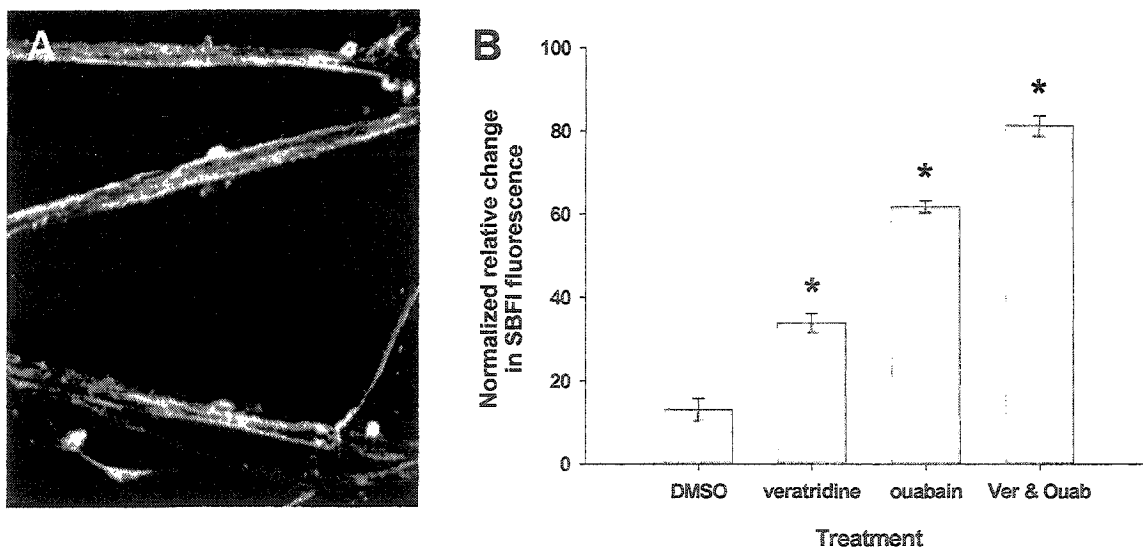 A
B
100
80
60
40
20
0
Normalized relative change
in SBFI fluorescence
*
*
*
DMSO
veratridine
ouabain
Ver & Ouab
Treatment